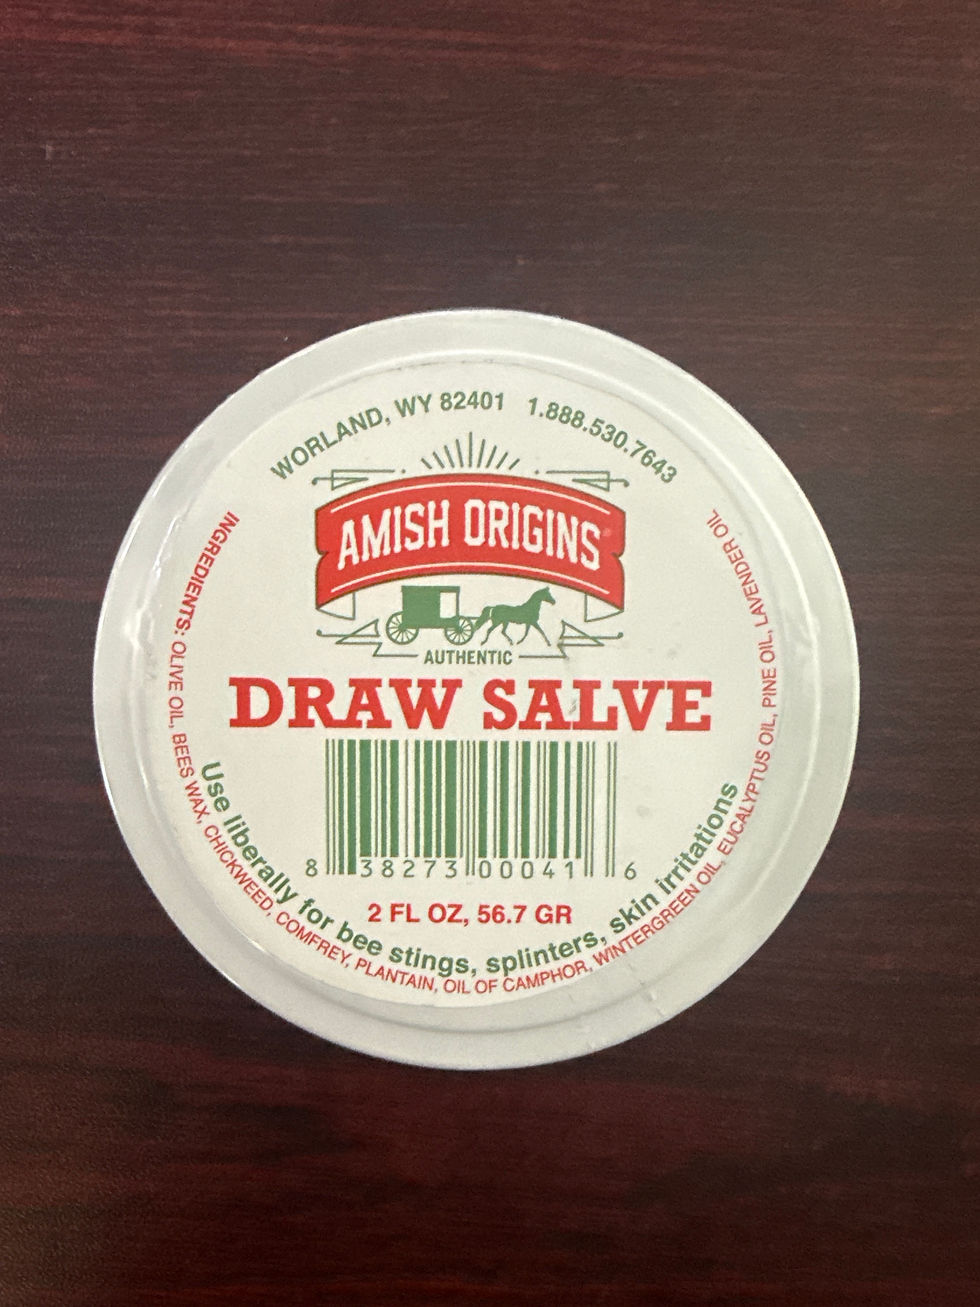 WORLAND, WY 82401 1.888.530.7643
AMISH ORIGINS
AUTHENTIC
DRAW SALVE
8 38273 00041 6
2 FL OZ, 56.7 GR
Use liberally for bee stings, splinters, skin irritations
INGREDIENTS: OLIVE OIL, BEES WAX, CHICKWEED, COMFREY, PLANTAIN, OIL OF CAMPHOR, WINTERGREEN OIL, EUCALYPTUS OIL, PINE OIL, LAVENDER OIL